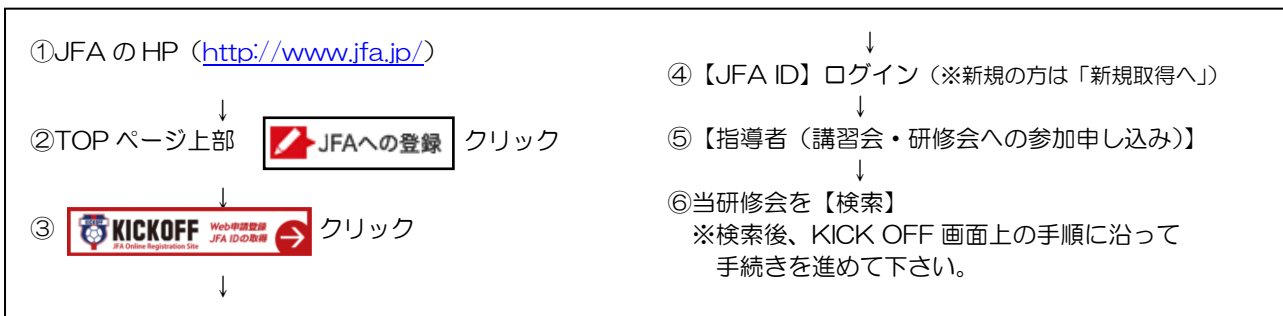 ①JFA の HP（http://www.jfa.jp/）
↓
②TOP ページ上部 JFAへの登録 クリック
↓
③ KICKOFF JFA Online Registration Site Web申請登録 JFA IDの取得 クリック
↓
↓
④【JFA ID】ログイン（※新規の方は「新規取得へ」）
↓
⑤【指導者（講習会・研修会への参加申し込み）】
↓
⑥当研修会を【検索】
※検索後、KICK OFF 画面上の手順に沿って
手続きを進めて下さい。